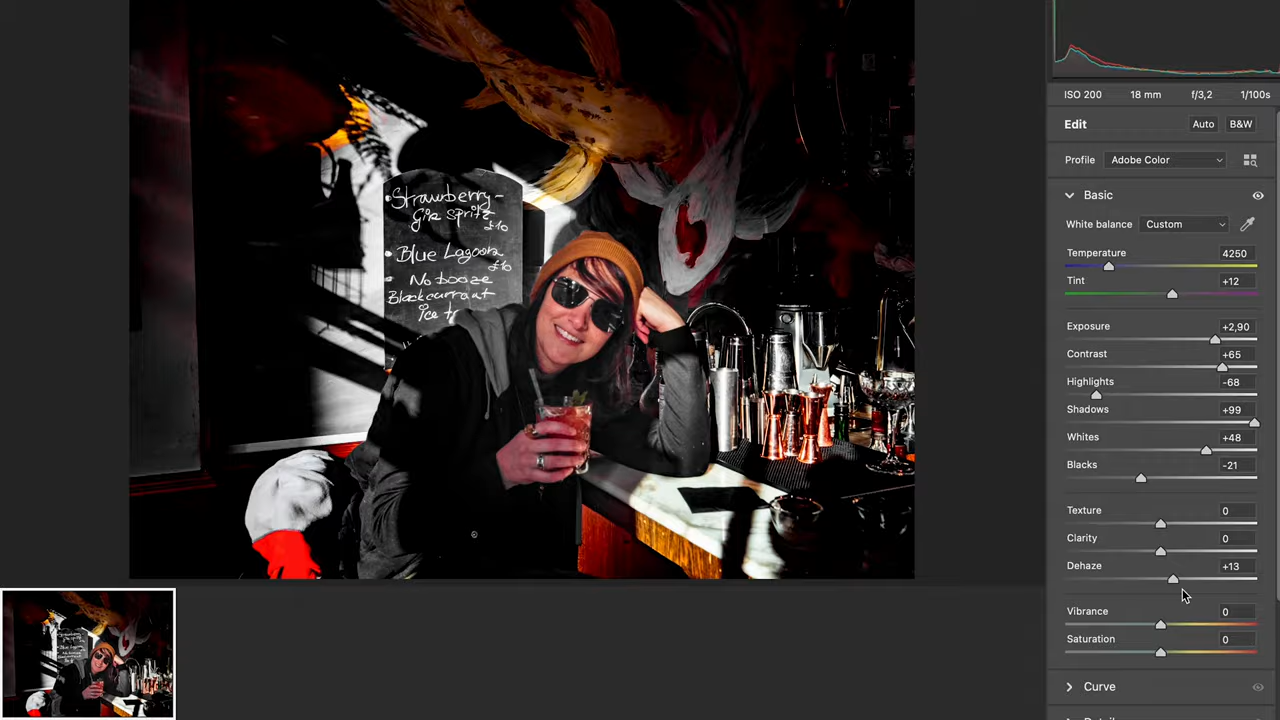 ISO 200 18 mm f/3,2 1/100s
Edit Auto B&W
Profile Adobe Color
Basic
White balance Custom
Temperature 4250
Tint +12
Exposure +2,90
Contrast +65
Highlights -68
Shadows +99
Whites +48
Blacks -21
Texture 0
Clarity 0
Dehaze +13
Vibrance 0
Saturation 0
Curve
Strawberry-
Gin Spritz
£10
Blue Lagoon
£10
No booze
Blackcurrant